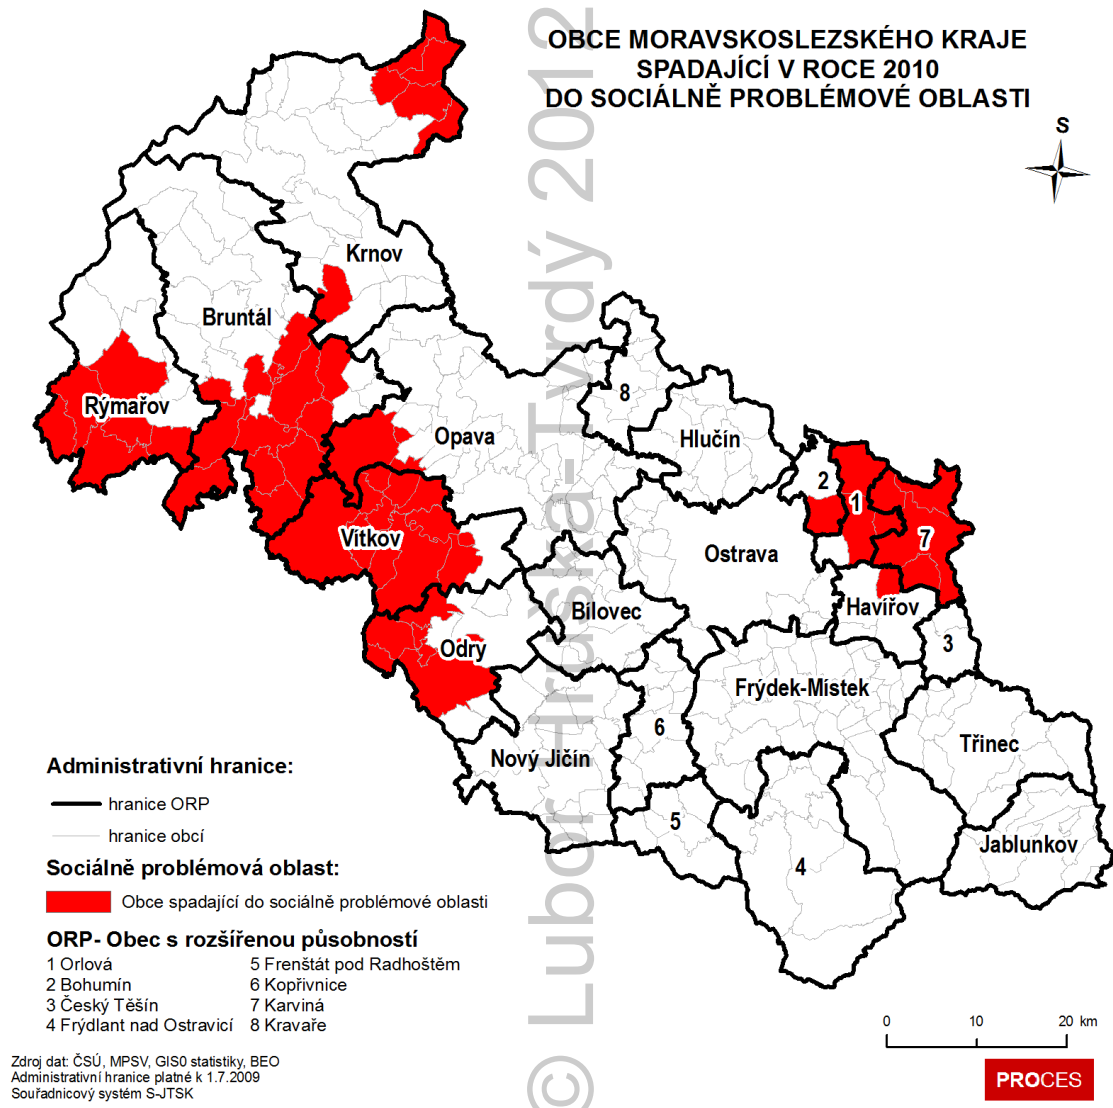 OBCE MORAVSKOSLEZSKÉHO KRAJE
SPADAJÍCÍ V ROCE 2010
DO SOCIÁLNĚ PROBLÉMOVÉ OBLASTI
S
Krnov
Bruntál
Rýmařov
Opava
8
Hlučín
2
1
7
Vítkov
Ostrava
Bílovec
Havířov
Odry
3
Frýdek-Místek
6
Třinec
Nový Jičín
5
Jablunkov
4
© Lubor Hruška-Tvrdý 2012
Administrativní hranice:
hranice ORP
hranice obcí
Sociálně problémová oblast:
Obce spadající do sociálně problémové oblasti
ORP- Obec s rozšířenou působností
1 Orlová
2 Bohumín
3 Český Těšín
4 Frýdlant nad Ostravicí
5 Frenštát pod Radhoštěm
6 Kopřivnice
7 Karviná
8 Kravaře
0 10 20 km
Zdroj dat: ČSÚ, MPSV, GIS0 statistiky, BEO
Administrativní hranice platné k 1.7.2009
Souřadnicový systém S-JTSK
PROCES